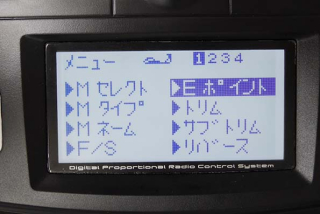 メニュー 1234
▶M セレクト ▶E ポイント
▶M タイプ ▶トリム
▶M ネーム ▶サブトリム
▶F/S ▶リバース
Digital Proportional Radio Control System